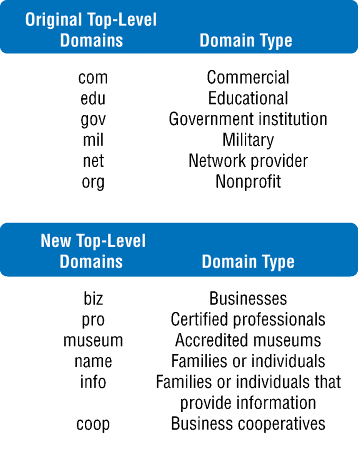 Original Top-Level
Domains Domain Type
com Commercial
edu Educational
gov Government institution
mil Military
net Network provider
org Nonprofit
New Top-Level
Domains Domain Type
biz Businesses
pro Certified professionals
museum Accredited museums
name Families or individuals
info Families or individuals that
provide information
coop Business cooperatives